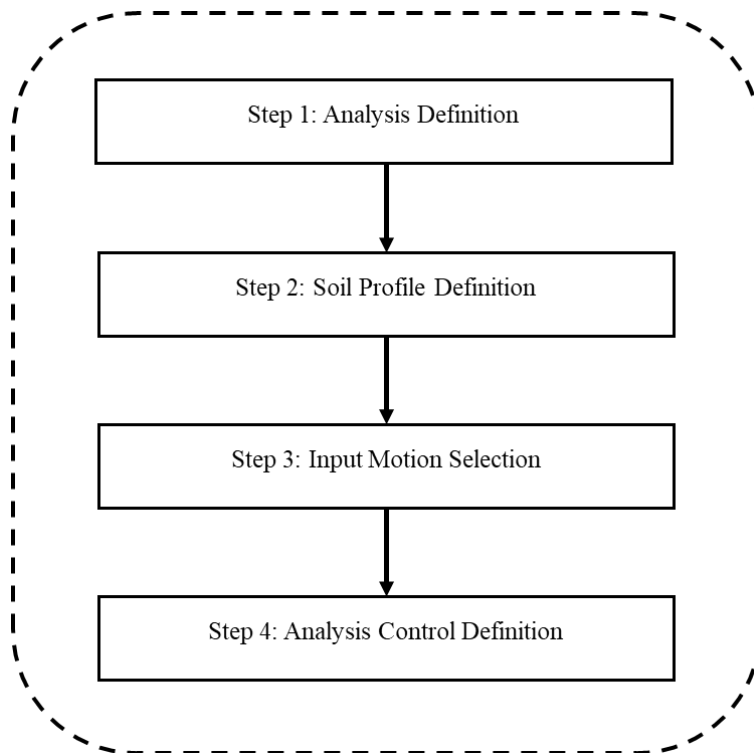 Step 1: Analysis Definition
Step 2: Soil Profile Definition
Step 3: Input Motion Selection
Step 4: Analysis Control Definition